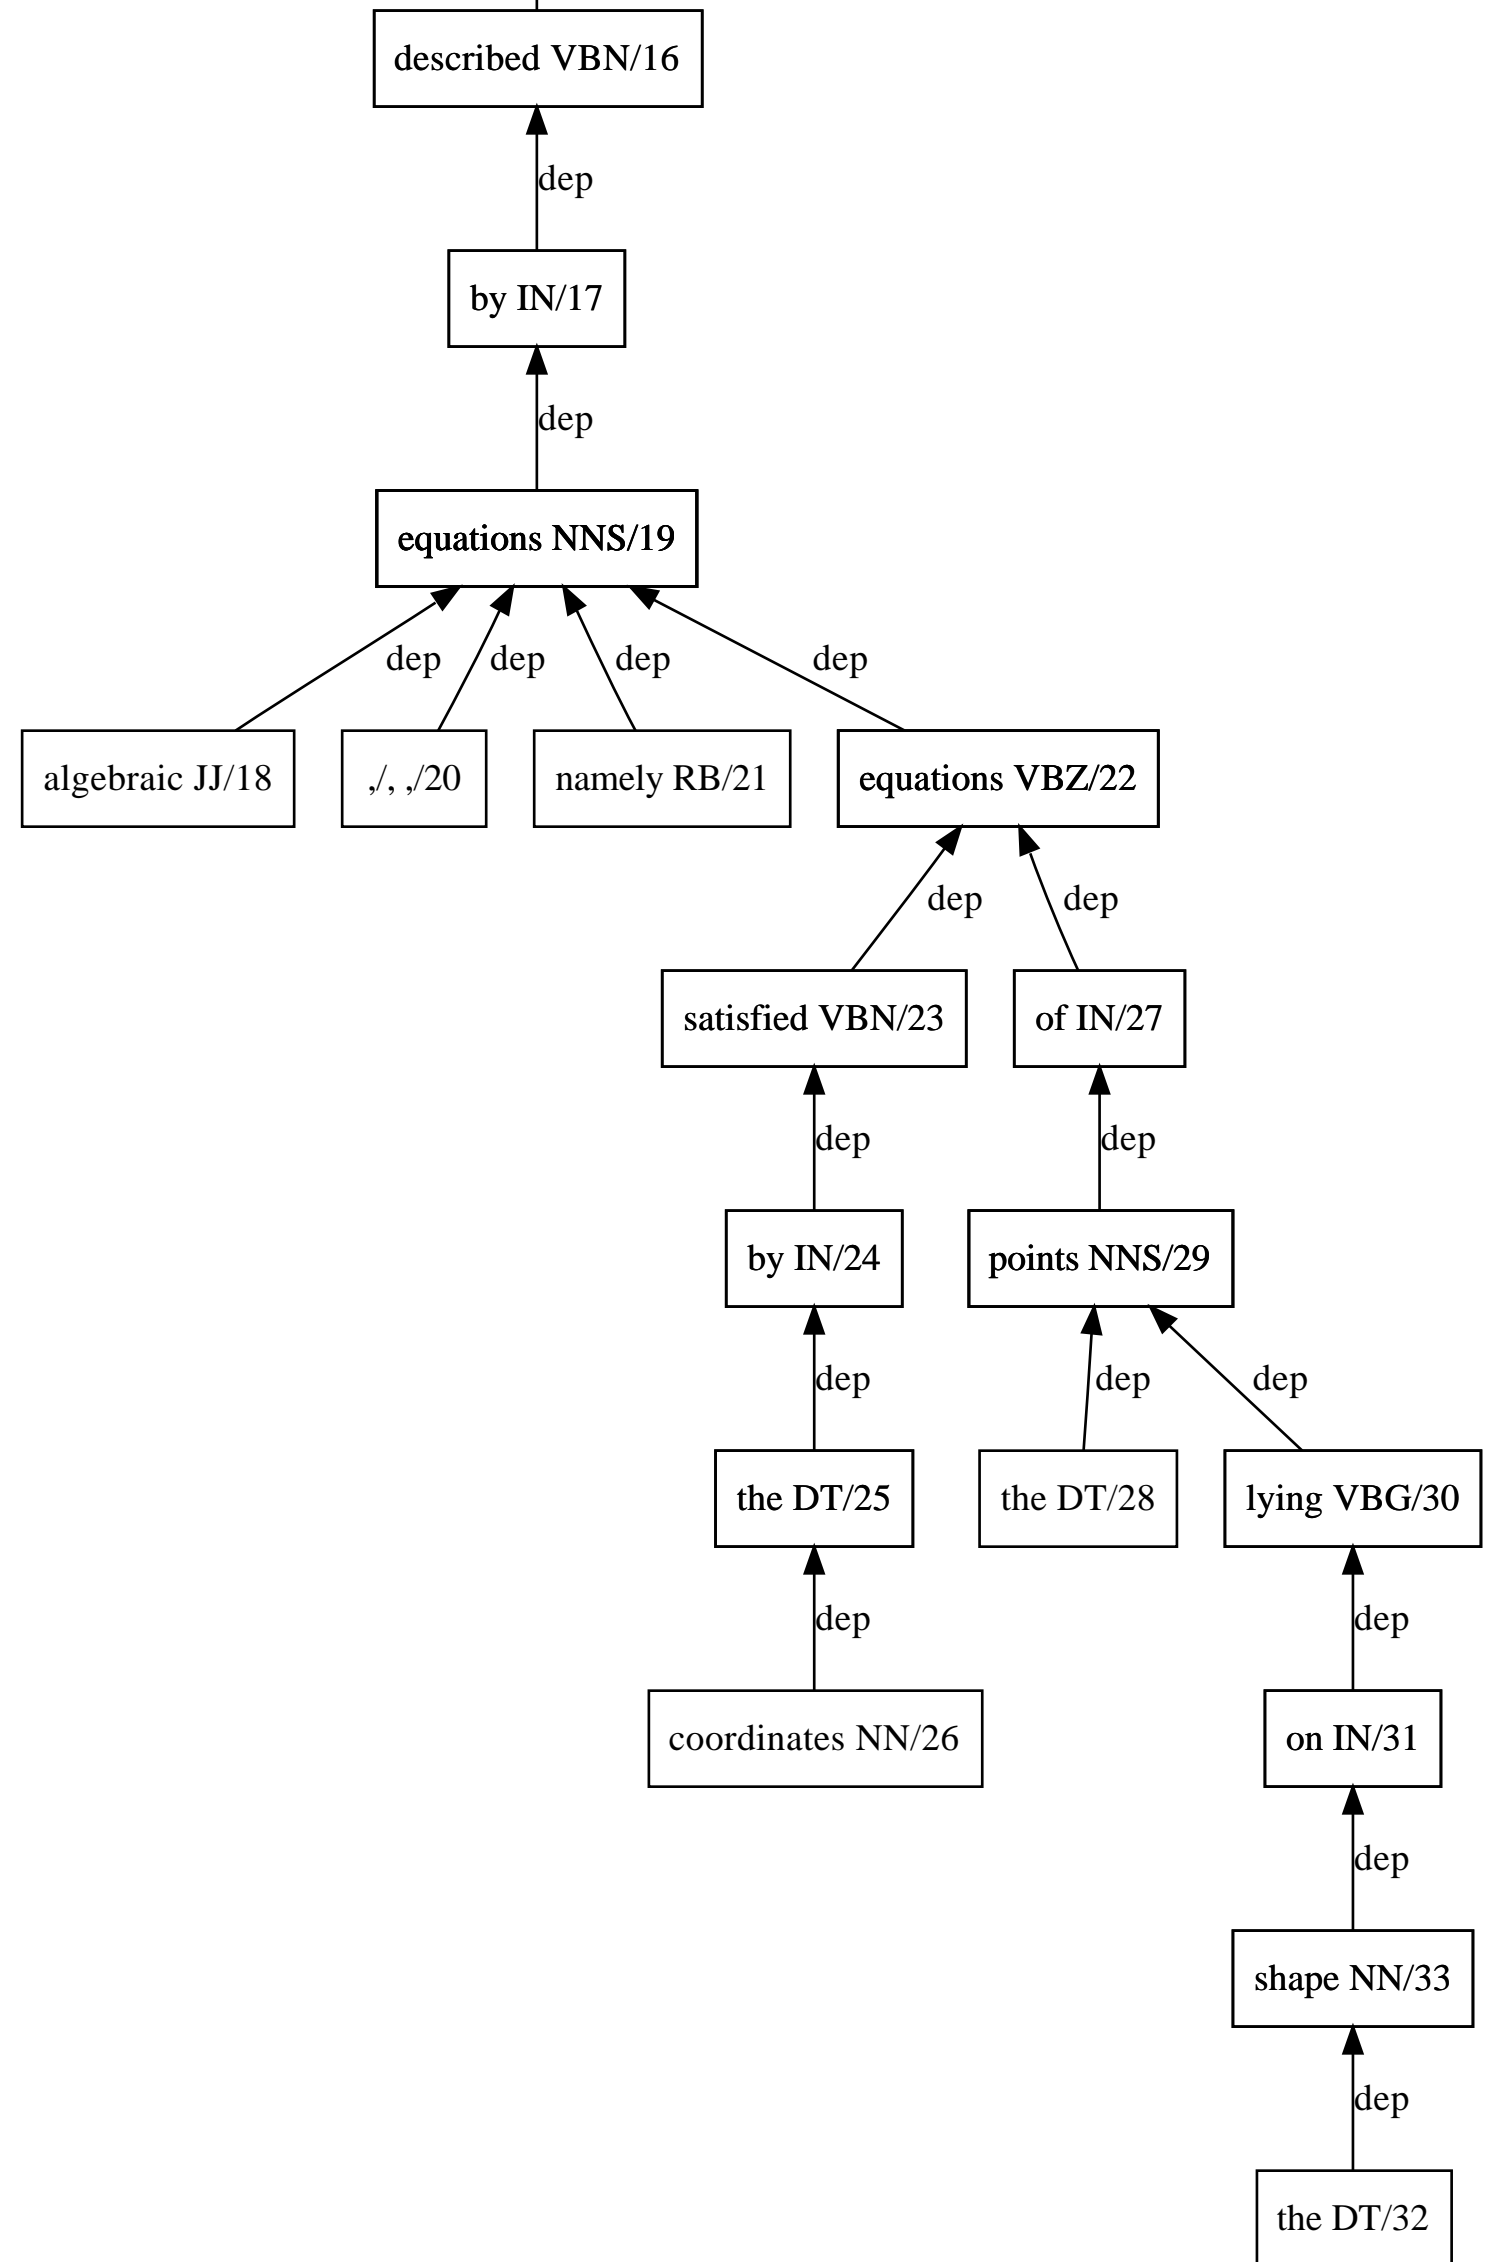 described VBN/16
dep
by IN/17
dep
equations NNS/19
dep dep dep dep
algebraic JJ/18 ,/, ,/20 namely RB/21 equations VBZ/22
dep dep
satisfied VBN/23 of IN/27
dep dep
by IN/24 points NNS/29
dep dep dep
the DT/25 the DT/28 lying VBG/30
dep dep
coordinates NN/26 on IN/31
dep
shape NN/33
dep
the DT/32